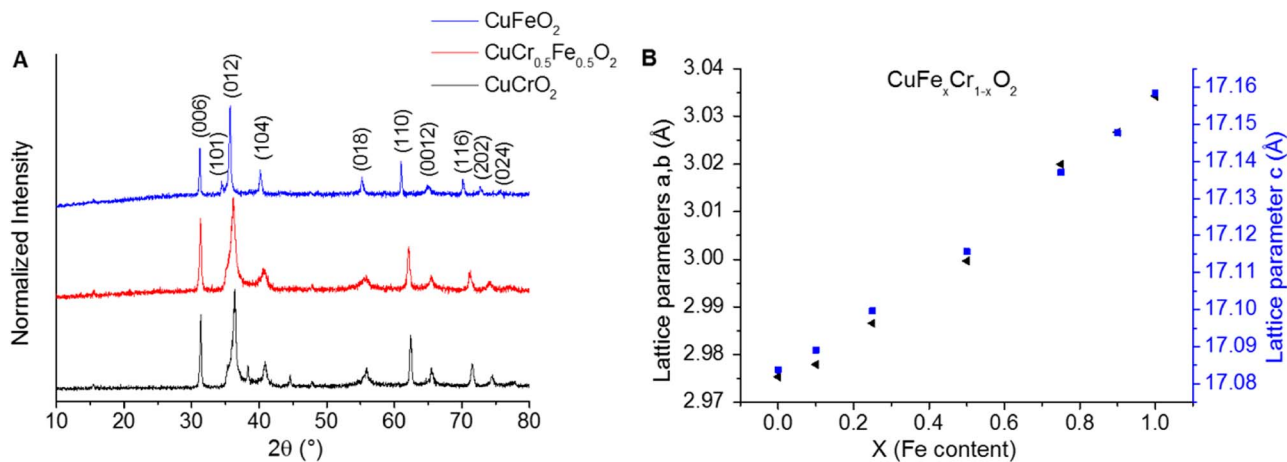 A
CuFeO₂
CuCr₀.₅Fe₀.₅O₂
CuCrO₂
(006)
(101)
(012)
(104)
(018)
(110)
(0012)
(116)
(202)
(024)
Normalized Intensity
10 20 30 40 50 60 70 80
2θ (°)
B
CuFeₓCr₁₋ₓO₂
Lattice parameters a,b (Å)
3.04
3.03
3.02
3.01
3.00
2.99
2.98
2.97
0.0 0.2 0.4 0.6 0.8 1.0
X (Fe content)
17.16
17.15
17.14
17.13
17.12
17.11
17.10
17.09
17.08
Lattice parameter c (Å)